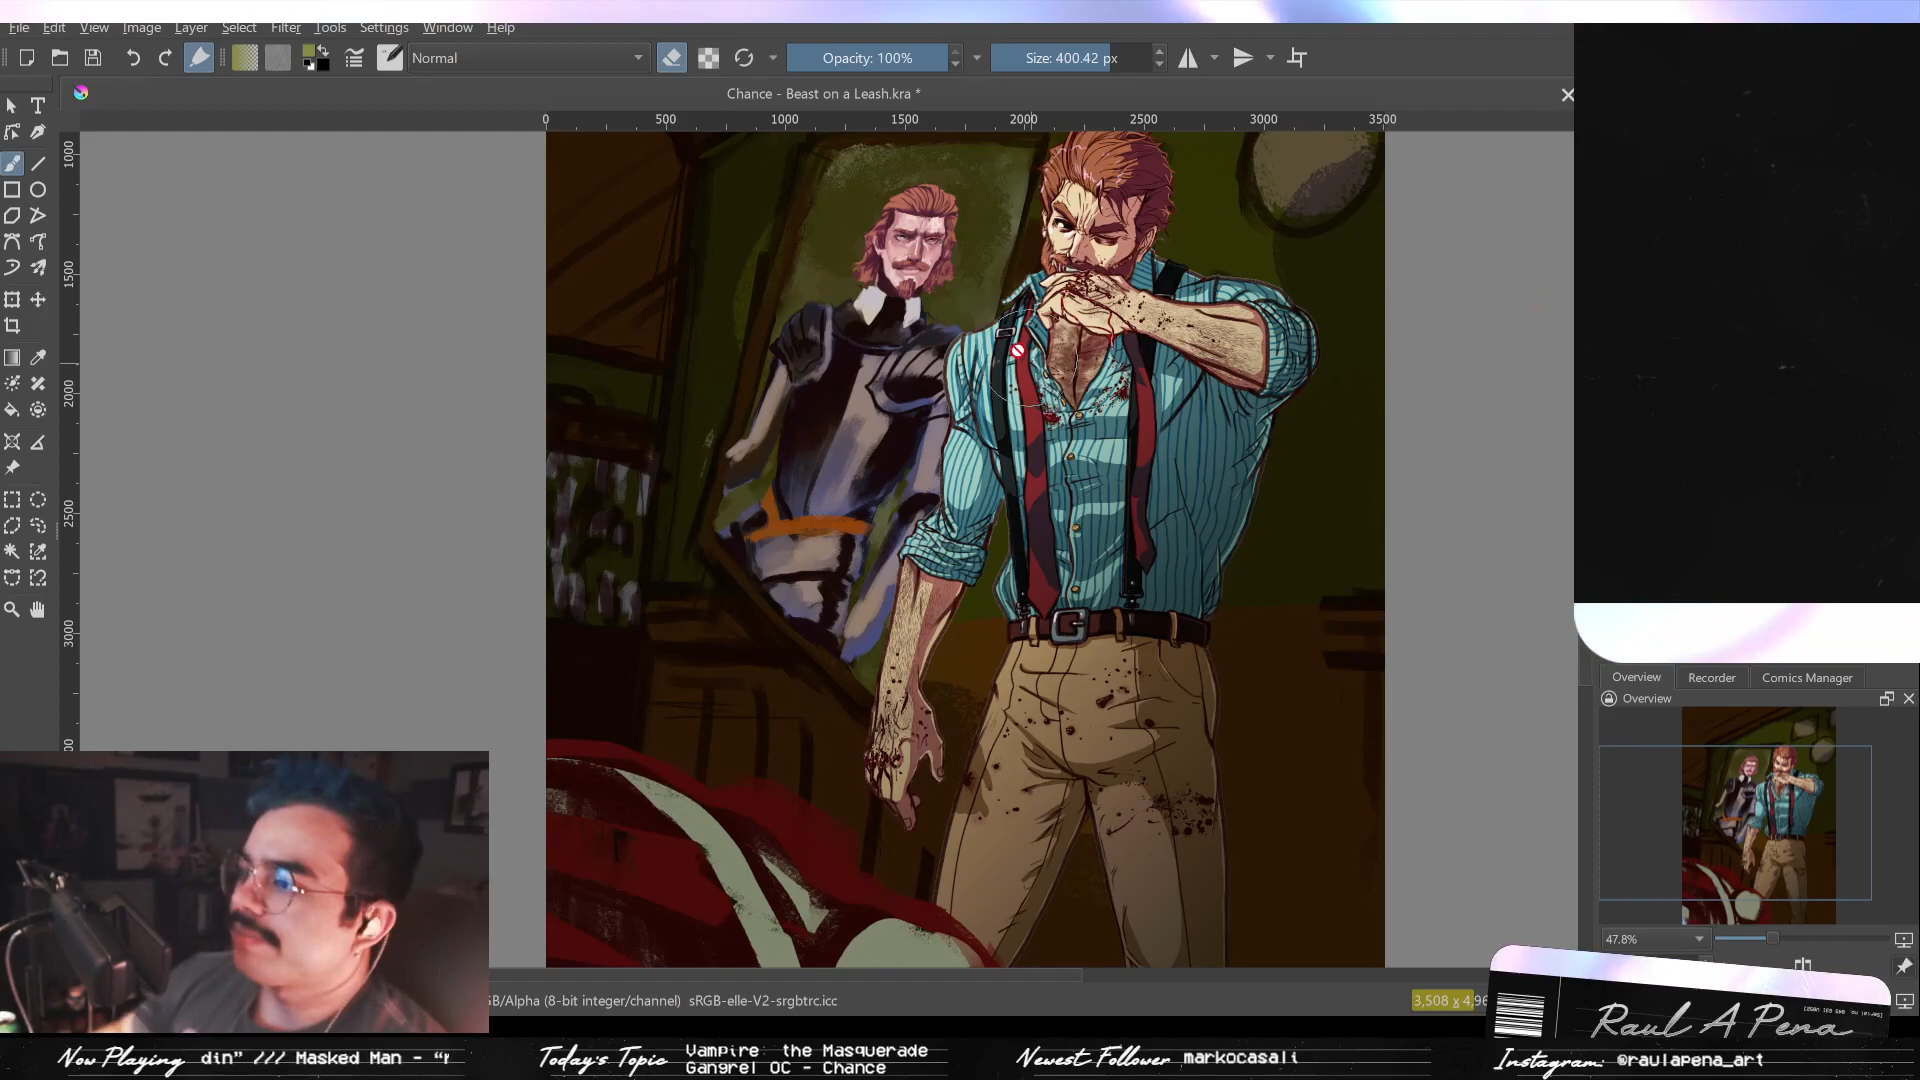 File Edit View Image Layer Select Filter Tools Settings Window Help
Normal
Opacity: 100%
Size: 400.42 px
Chance - Beast on a Leash.kra *
0 500 1000 1500 2000 2500 3000 3500
1000
1500
2000
2500
3000
Overview Recorder Comics Manager
Overview
47.8%
GB/Alpha (8-bit integer/channel) sRGB-elle-V2-srgbtrc.icc
3,508 x 4,96
Raul A Pena
Now Playing din" /// Masked Man - "
Today's Topic Vampire: the Masquerade
Gangrel OC - Chance
Newest Follower markocasali
Instagram: @raulapena_art